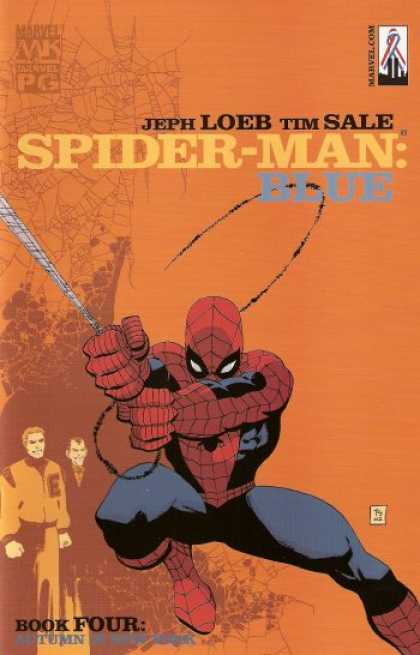 MARVEL
MK
MARVEL
PG
MARVEL.COM
JEPH LOEB TIM SALE
SPIDER-MAN:
BLUE
BOOK FOUR:
AUTUMN IN NEW YORK